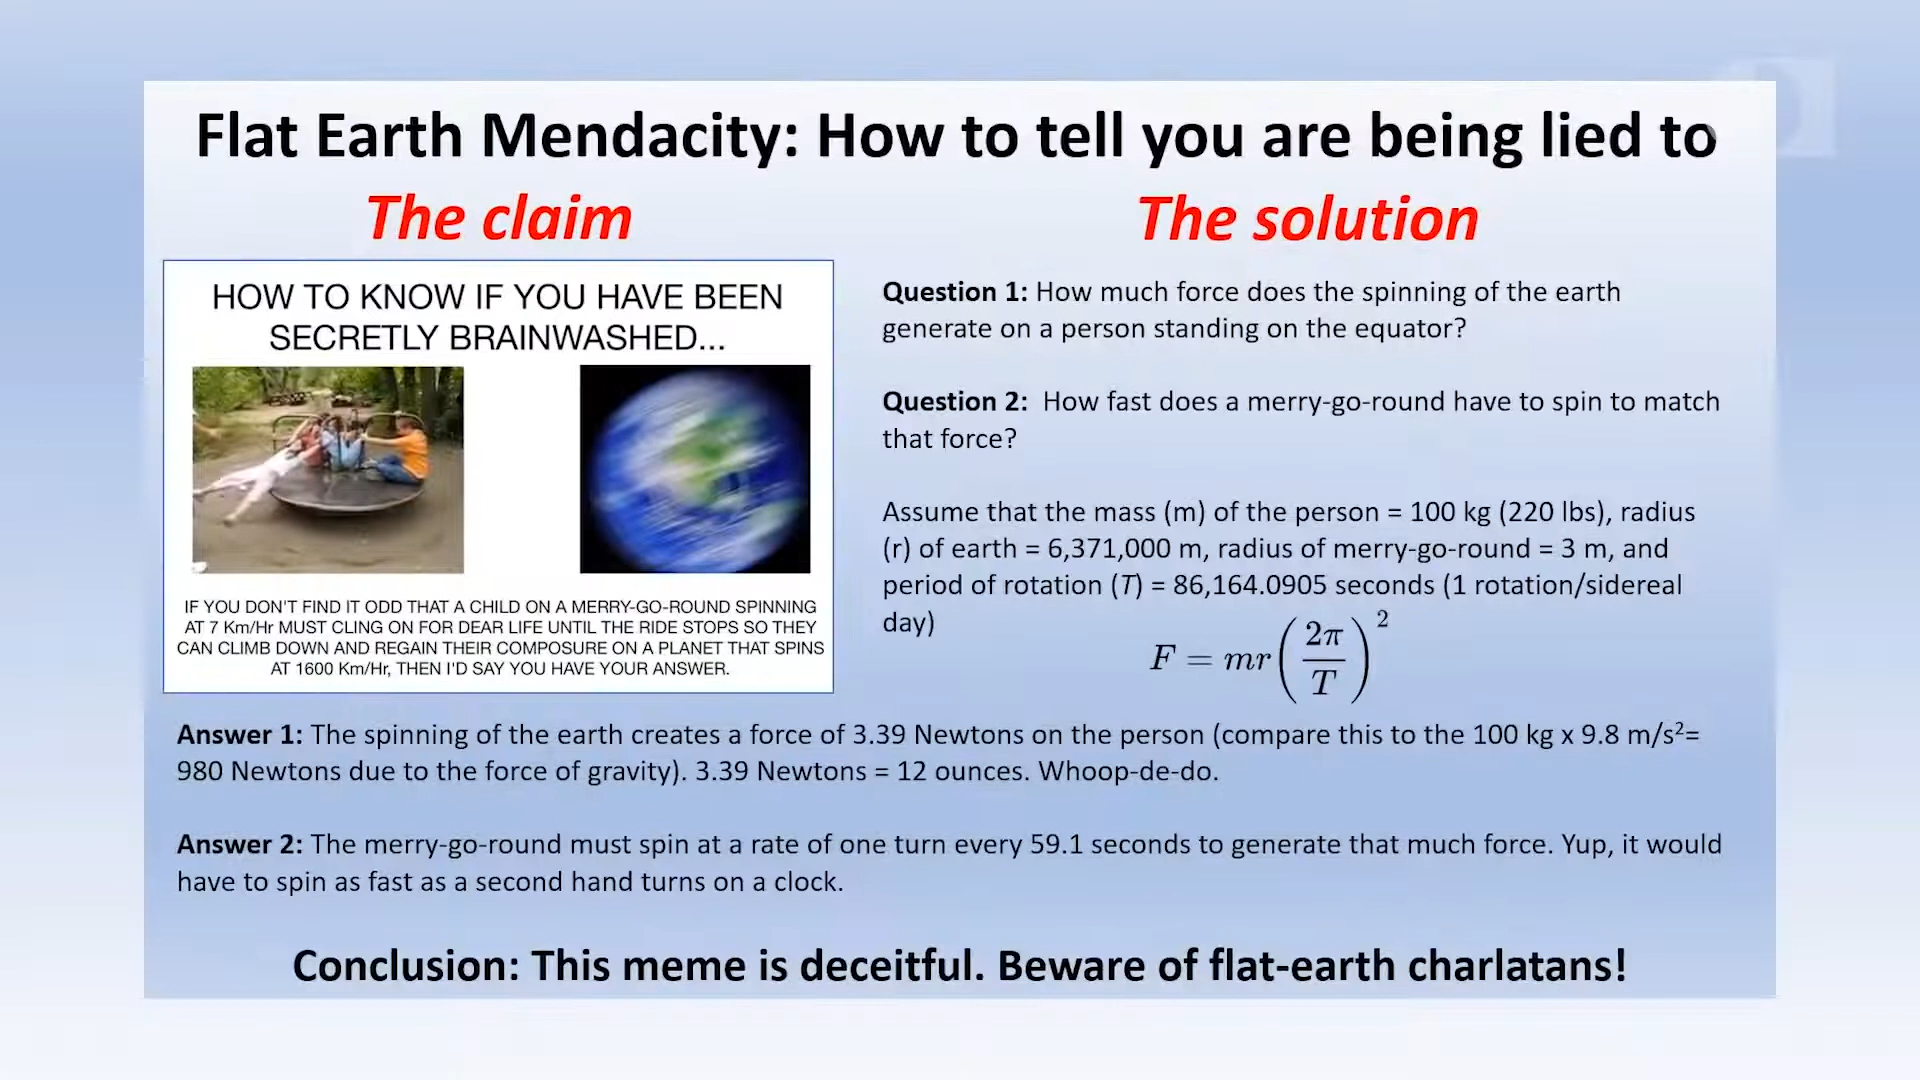 Flat Earth Mendacity: How to tell you are being lied to
The claim
The solution
HOW TO KNOW IF YOU HAVE BEEN
SECRETLY BRAINWASHED...
IF YOU DON'T FIND IT ODD THAT A CHILD ON A MERRY-GO-ROUND SPINNING
AT 7 Km/Hr MUST CLING ON FOR DEAR LIFE UNTIL THE RIDE STOPS SO THEY
CAN CLIMB DOWN AND REGAIN THEIR COMPOSURE ON A PLANET THAT SPINS
AT 1600 Km/Hr, THEN I'D SAY YOU HAVE YOUR ANSWER.
Question 1: How much force does the spinning of the earth
generate on a person standing on the equator?
Question 2: How fast does a merry-go-round have to spin to match
that force?
Assume that the mass (m) of the person = 100 kg (220 lbs), radius
(r) of earth = 6,371,000 m, radius of merry-go-round = 3 m, and
period of rotation (T) = 86,164.0905 seconds (1 rotation/sidereal
day)
F = mr(2π/T)²
Answer 1: The spinning of the earth creates a force of 3.39 Newtons on the person (compare this to the 100 kg x 9.8 m/s²=
980 Newtons due to the force of gravity). 3.39 Newtons = 12 ounces. Whoop-de-do.
Answer 2: The merry-go-round must spin at a rate of one turn every 59.1 seconds to generate that much force. Yup, it would
have to spin as fast as a second hand turns on a clock.
Conclusion: This meme is deceitful. Beware of flat-earth charlatans!